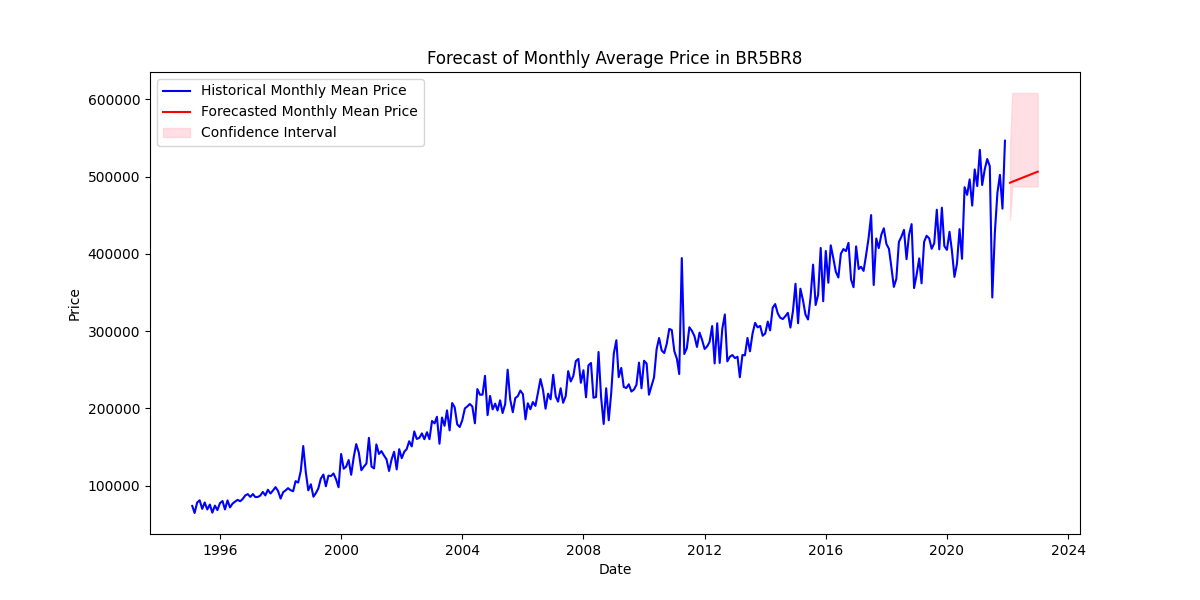 Forecast of Monthly Average Price in BR5BR8
Historical Monthly Mean Price
Forecasted Monthly Mean Price
Confidence Interval
600000
500000
400000
300000
200000
100000
Price
1996
2000
2004
2008
2012
2016
2020
2024
Date